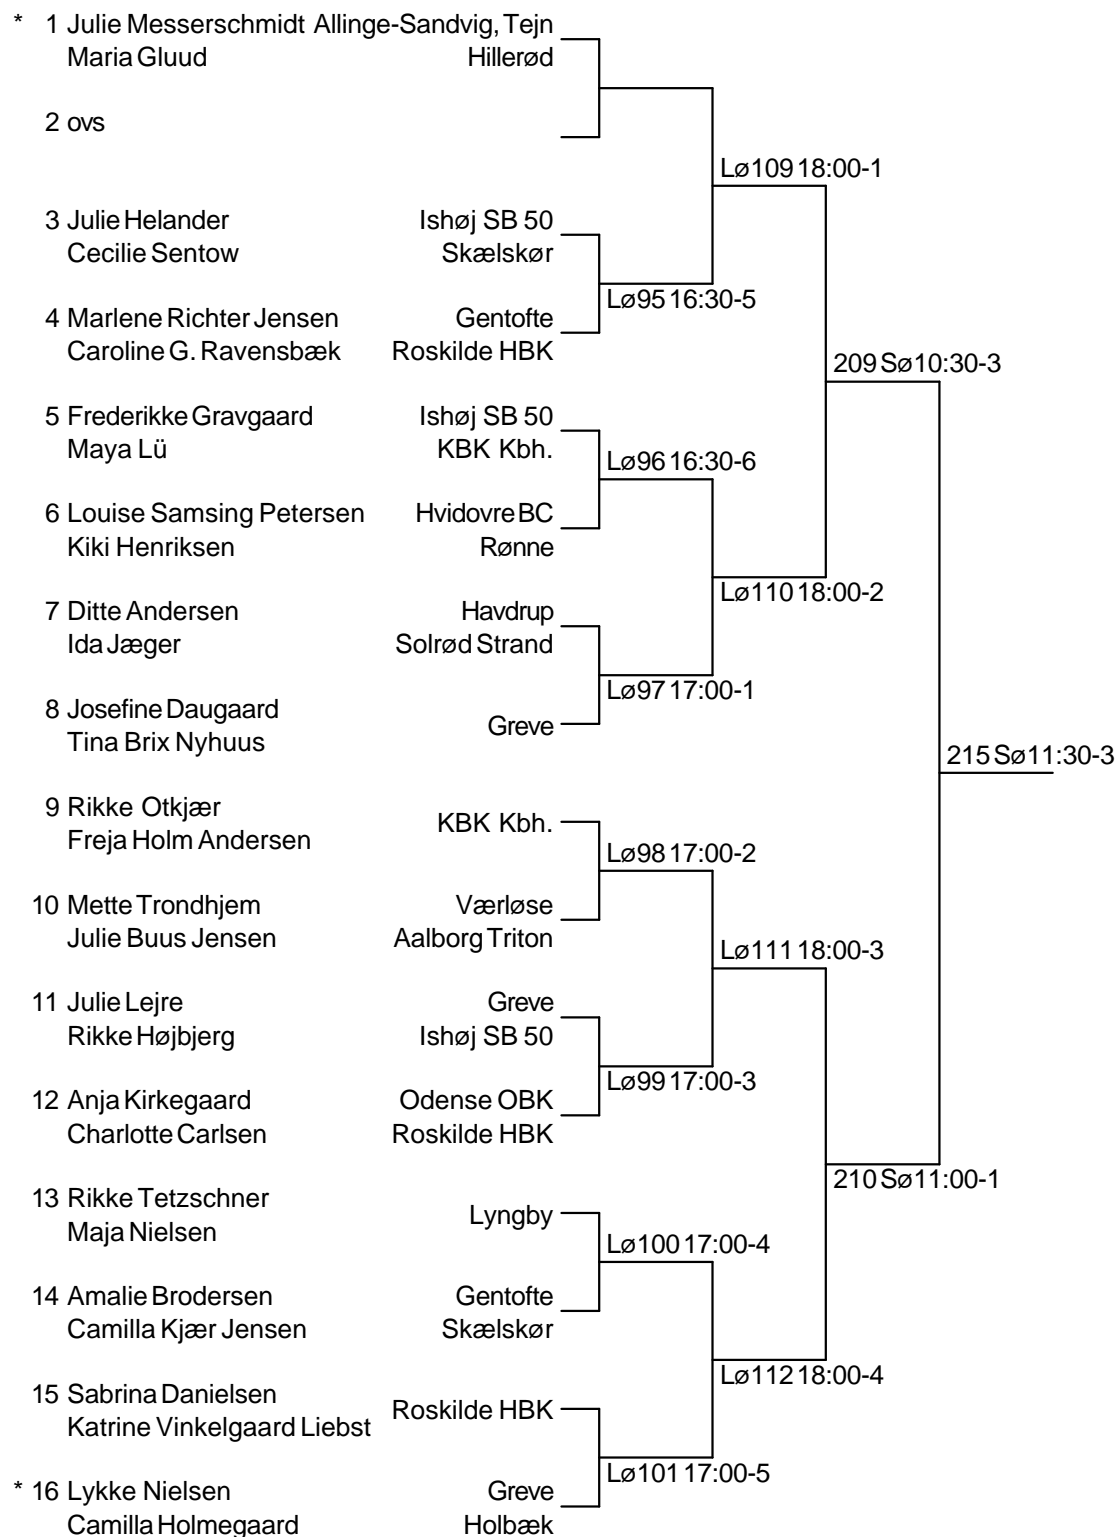 * 1 Julie Messerschmidt Allinge-Sandvig, Tejn
Maria Gluud Hillerød
2 ovs
Lø109 18:00-1
3 Julie Helander Ishøj SB 50
Cecilie Sentow Skælskør
Lø95 16:30-5
4 Marlene Richter Jensen Gentofte
Caroline G. Ravensbæk Roskilde HBK
209 Sø10:30-3
5 Frederikke Gravgaard Ishøj SB 50
Maya Lü KBK Kbh.
Lø96 16:30-6
6 Louise Samsing Petersen Hvidovre BC
Kiki Henriksen Rønne
Lø110 18:00-2
7 Ditte Andersen Havdrup
Ida Jæger Solrød Strand
Lø97 17:00-1
8 Josefine Daugaard
Greve
Tina Brix Nyhuus
215 Sø11:30-3
9 Rikke Otkjær
KBK Kbh.
Freja Holm Andersen
Lø98 17:00-2
10 Mette Trondhjem Værløse
Julie Buus Jensen Aalborg Triton
Lø111 18:00-3
11 Julie Lejre Greve
Rikke Højbjerg Ishøj SB 50
Lø99 17:00-3
12 Anja Kirkegaard Odense OBK
Charlotte Carlsen Roskilde HBK
210 Sø11:00-1
13 Rikke Tetzschner
Lyngby
Maja Nielsen
Lø100 17:00-4
14 Amalie Brodersen Gentofte
Camilla Kjær Jensen Skælskør
Lø112 18:00-4
15 Sabrina Danielsen
Roskilde HBK
Katrine Vinkelgaard Liebst
Lø101 17:00-5
* 16 Lykke Nielsen Greve
Camilla Holmegaard Holbæk